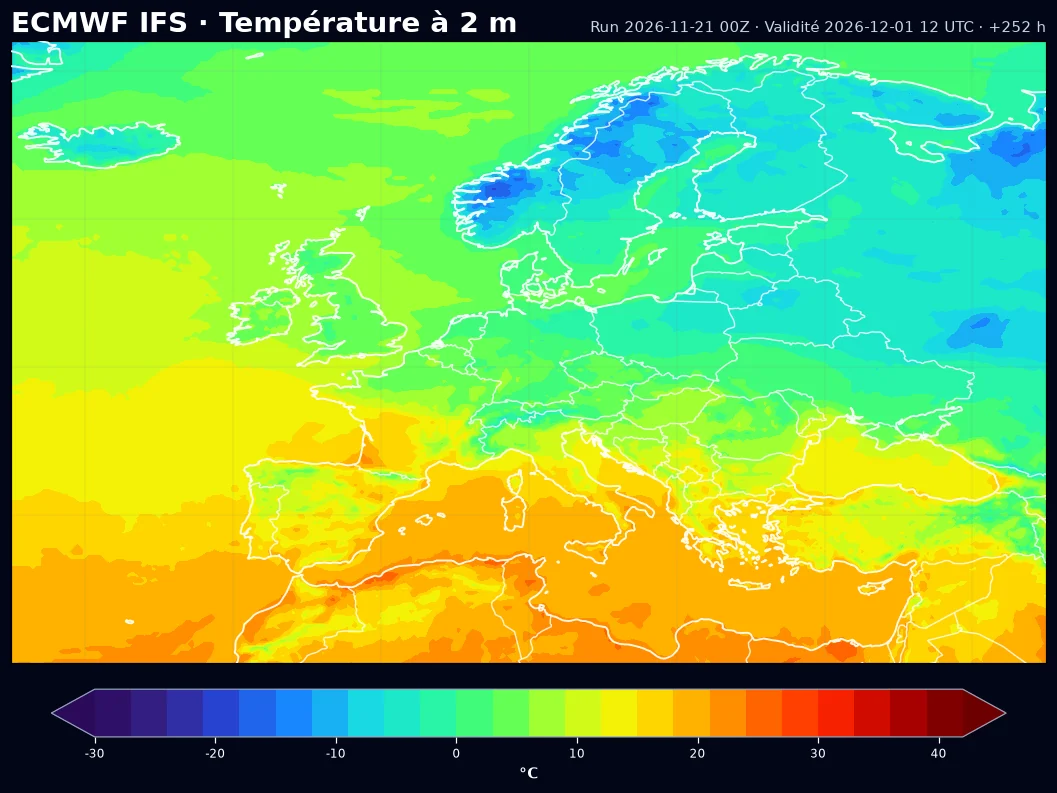 ECMWF IFS · Température à 2 m
Run 2026-11-21 00Z · Validité 2026-12-01 12 UTC · +252 h
-30 -20 -10 0 10 20 30 40
°C